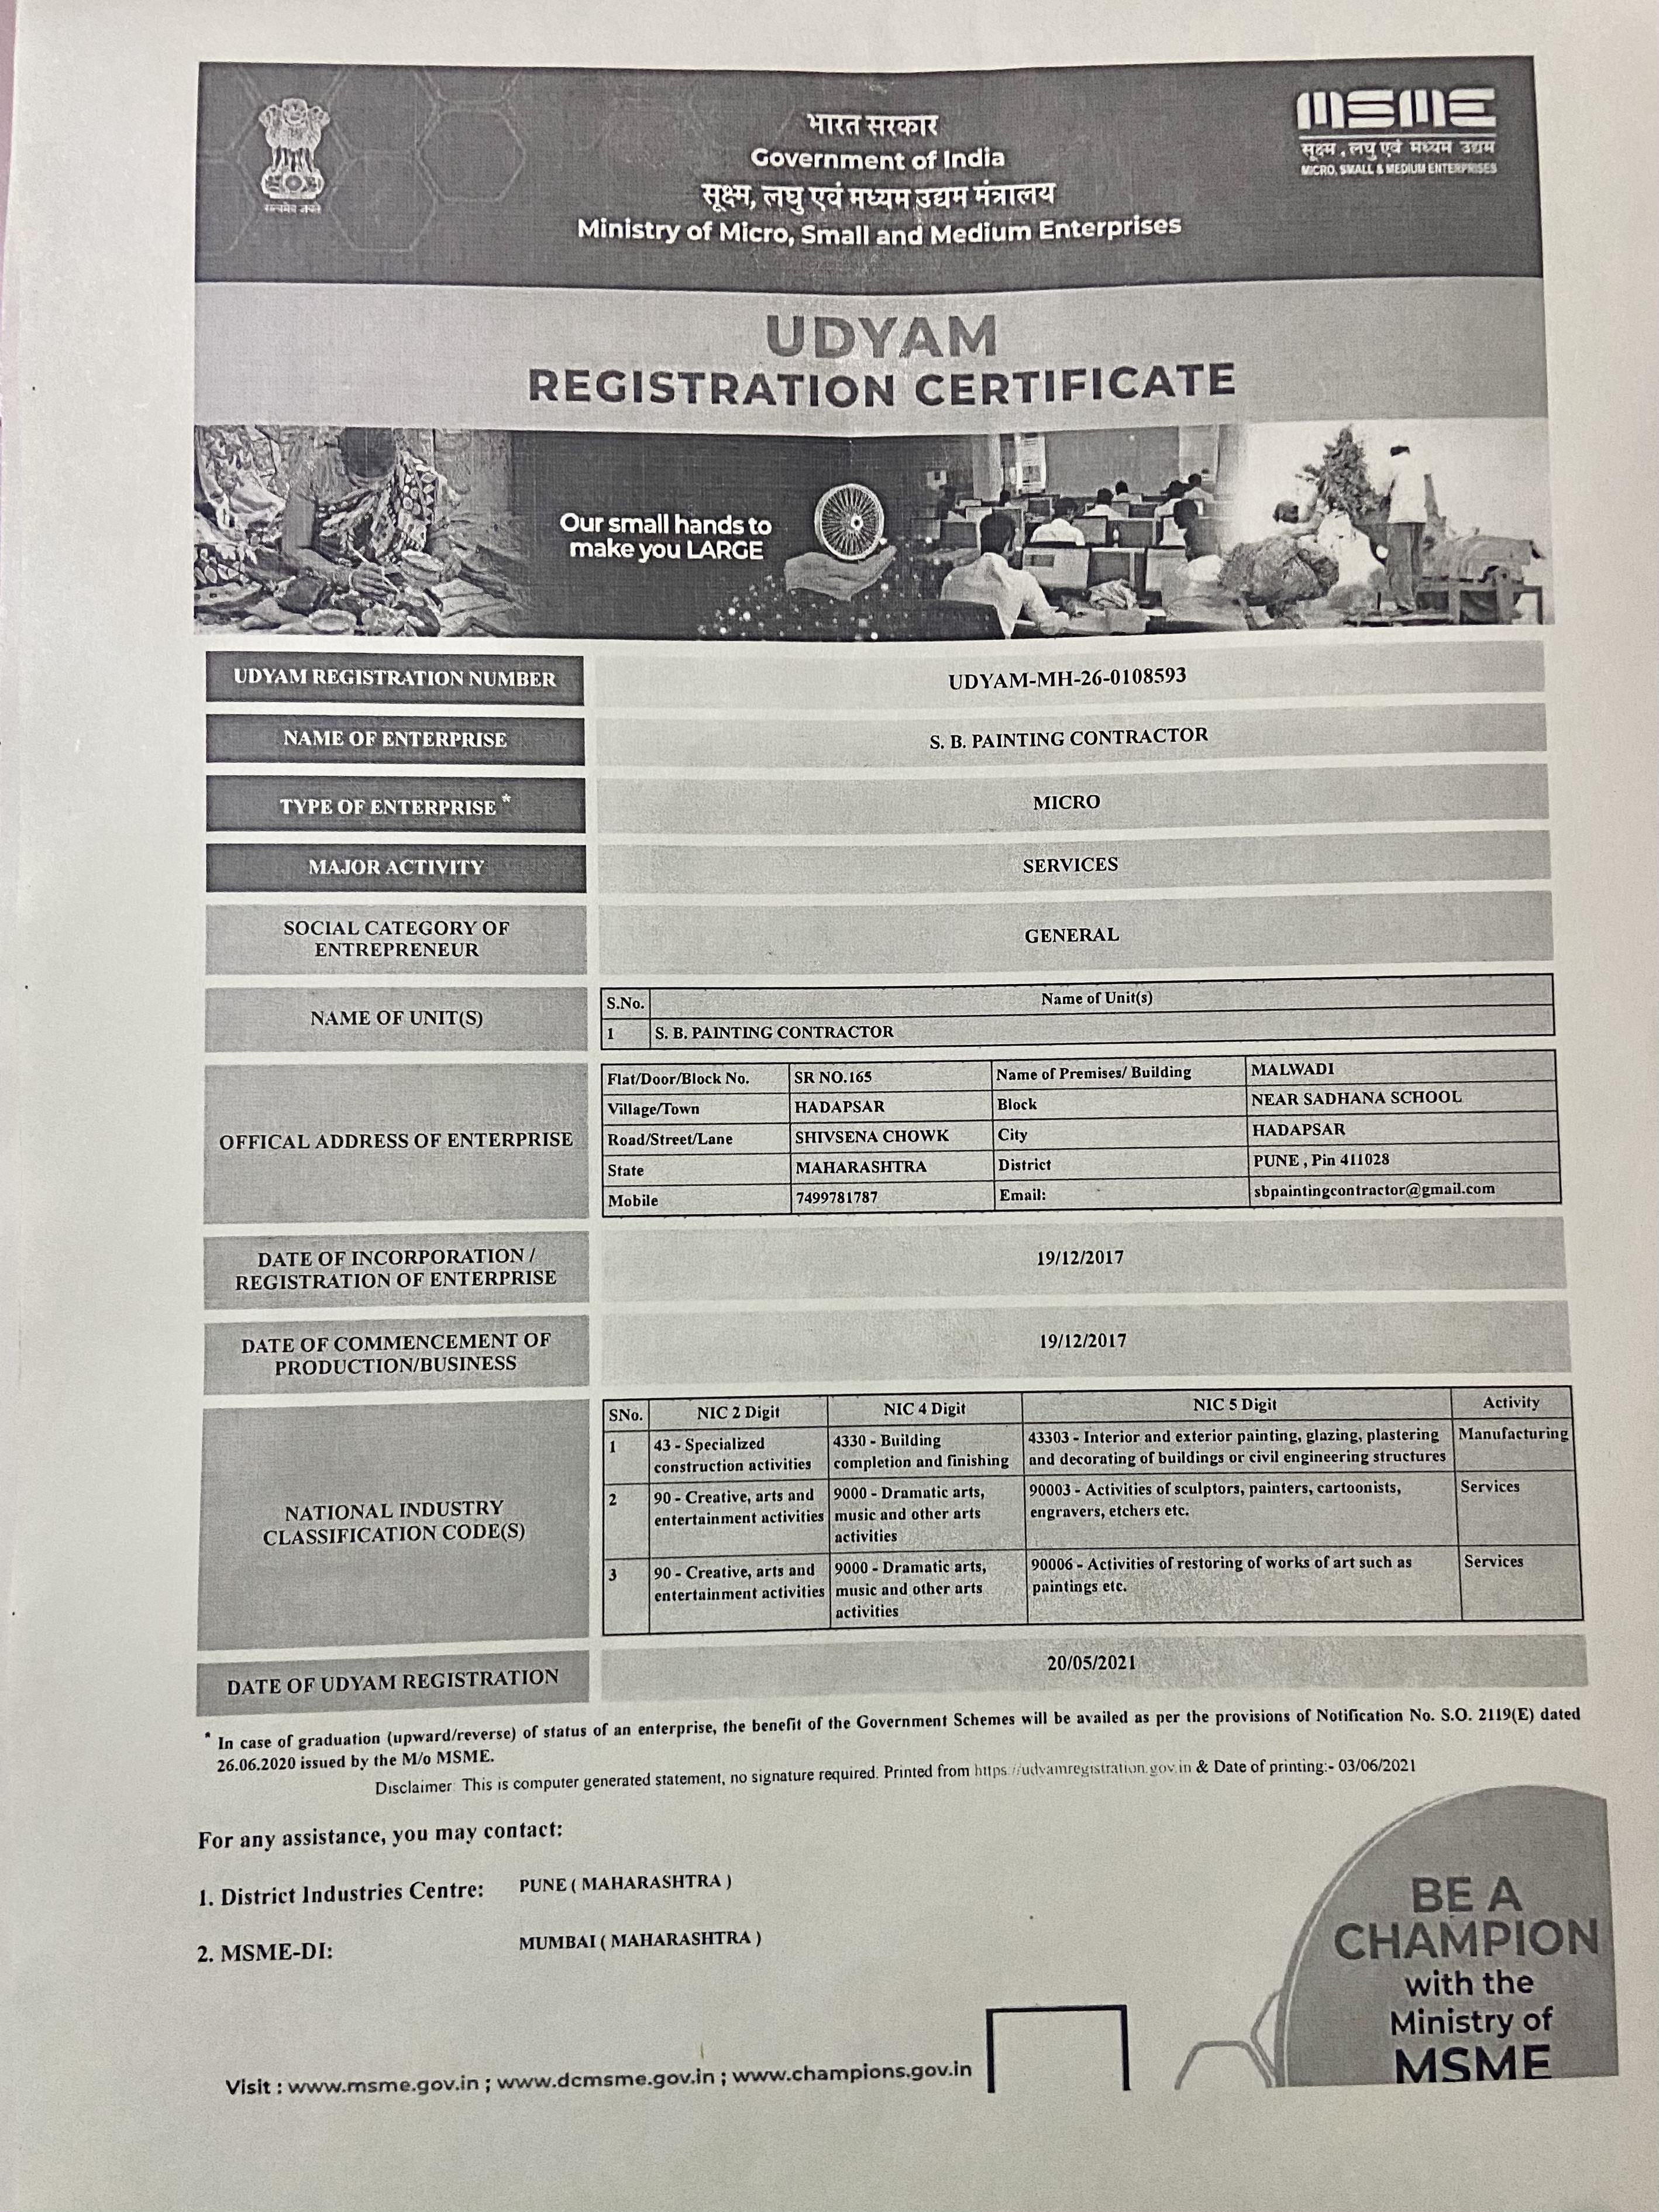 भारत सरकार
Government of India
सूक्ष्म, लघु एवं मध्यम उद्यम मंत्रालय
Ministry of Micro, Small and Medium Enterprises
सत्यमेव जयते
MSME
सूक्ष्म, लघु एवं मध्यम उद्यम
MICRO, SMALL & MEDIUM ENTERPRISES
UDYAM
REGISTRATION CERTIFICATE
Our small hands to
make you LARGE
UDYAM REGISTRATION NUMBER UDYAM-MH-26-0108593
NAME OF ENTERPRISE S. B. PAINTING CONTRACTOR
TYPE OF ENTERPRISE * MICRO
MAJOR ACTIVITY SERVICES
SOCIAL CATEGORY OF
ENTREPRENEUR
GENERAL
NAME OF UNIT(S)
S.No. Name of Unit(s)
1 S. B. PAINTING CONTRACTOR
OFFICAL ADDRESS OF ENTERPRISE
Flat/Door/Block No. SR NO.165 Name of Premises/ Building MALWADI
Village/Town HADAPSAR Block NEAR SADHANA SCHOOL
Road/Street/Lane SHIVSENA CHOWK City HADAPSAR
State MAHARASHTRA District PUNE , Pin 411028
Mobile 7499781787 Email: sbpaintingcontractor@gmail.com
DATE OF INCORPORATION /
REGISTRATION OF ENTERPRISE
19/12/2017
DATE OF COMMENCEMENT OF
PRODUCTION/BUSINESS
19/12/2017
NATIONAL INDUSTRY
CLASSIFICATION CODE(S)
SNo. NIC 2 Digit NIC 4 Digit NIC 5 Digit Activity
1 43 - Specialized 4330 - Building 43303 - Interior and exterior painting, glazing, plastering Manufacturing
construction activities completion and finishing and decorating of buildings or civil engineering structures
2 90 - Creative, arts and 9000 - Dramatic arts, 90003 - Activities of sculptors, painters, cartoonists, Services
entertainment activities music and other arts engravers, etchers etc.
activities
3 90 - Creative, arts and 9000 - Dramatic arts, 90006 - Activities of restoring of works of art such as Services
entertainment activities music and other arts paintings etc.
activities
DATE OF UDYAM REGISTRATION 20/05/2021
* In case of graduation (upward/reverse) of status of an enterprise, the benefit of the Government Schemes will be availed as per the provisions of Notification No. S.O. 2119(E) dated
26.06.2020 issued by the M/o MSME.
Disclaimer: This is computer generated statement, no signature required. Printed from https://udyamregistration.gov.in & Date of printing:- 03/06/2021
For any assistance, you may contact:
1. District Industries Centre: PUNE ( MAHARASHTRA )
2. MSME-DI: MUMBAI ( MAHARASHTRA )
Visit : www.msme.gov.in ; www.dcmsme.gov.in ; www.champions.gov.in
BE A
CHAMPION
with the
Ministry of
MSME